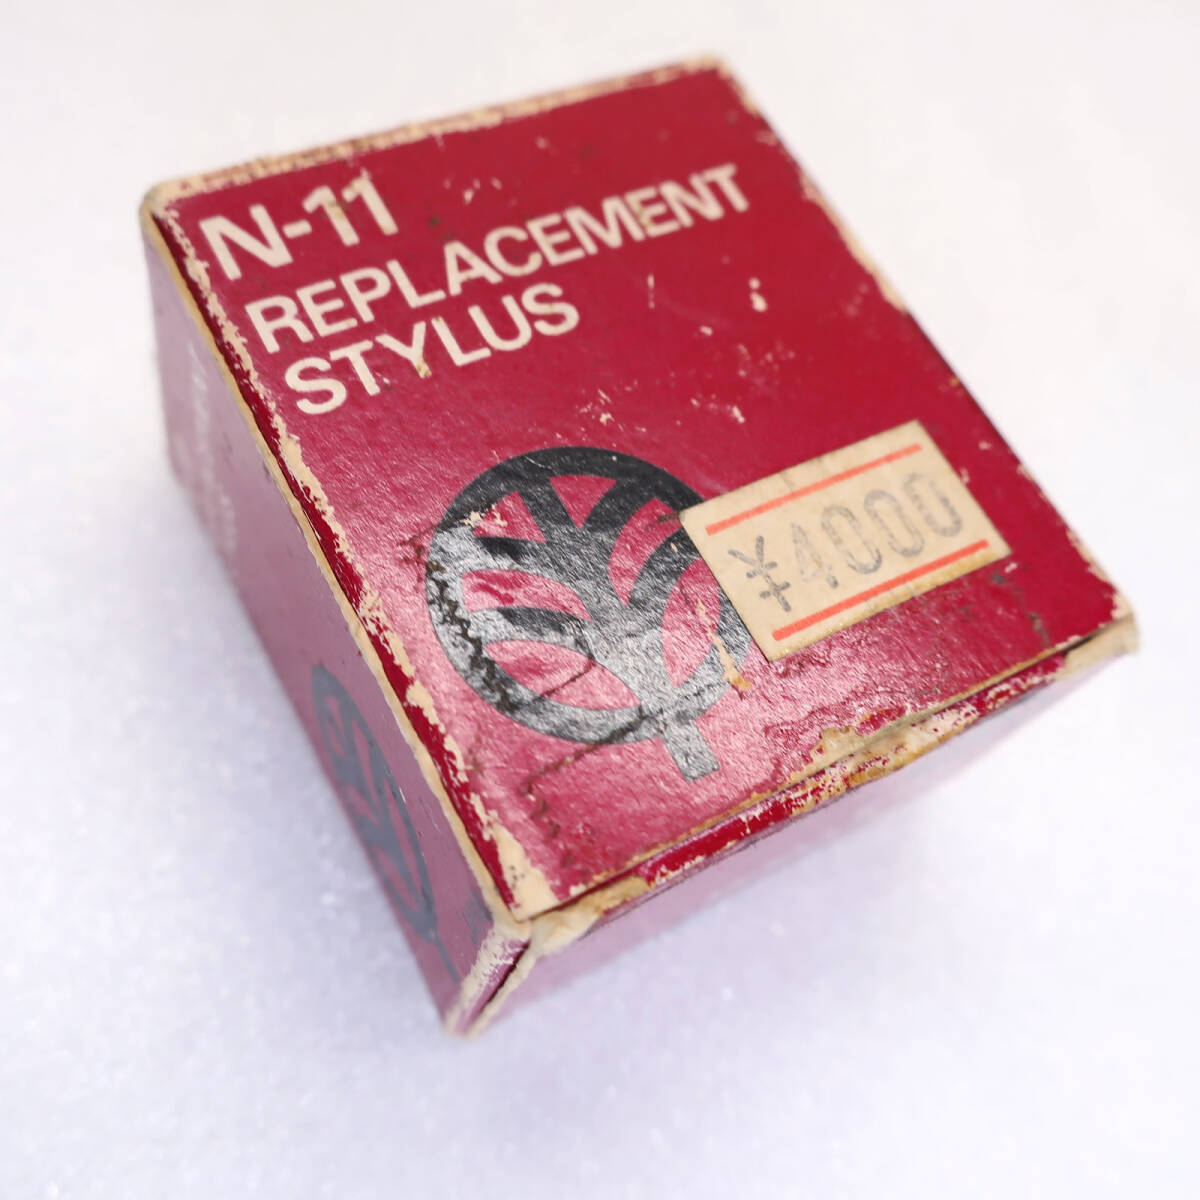 N-11
REPLACEMENT
STYLUS
¥4000